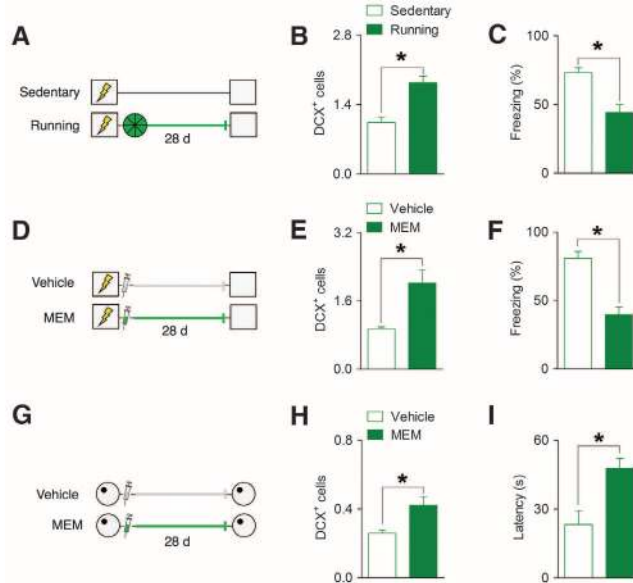 A
Sedentary
Running
28 d
B
Sedentary
Running
DCX⁺ cells
2.8
1.4
0.0
*
C
Freezing (%)
100
50
0
*
D
Vehicle
MEM
28 d
E
Vehicle
MEM
DCX⁺ cells
3.2
1.6
0.0
*
F
Freezing (%)
100
50
0
*
G
Vehicle
MEM
28 d
H
Vehicle
MEM
DCX⁺ cells
0.8
0.4
0.0
*
I
Latency (s)
60
30
0
*